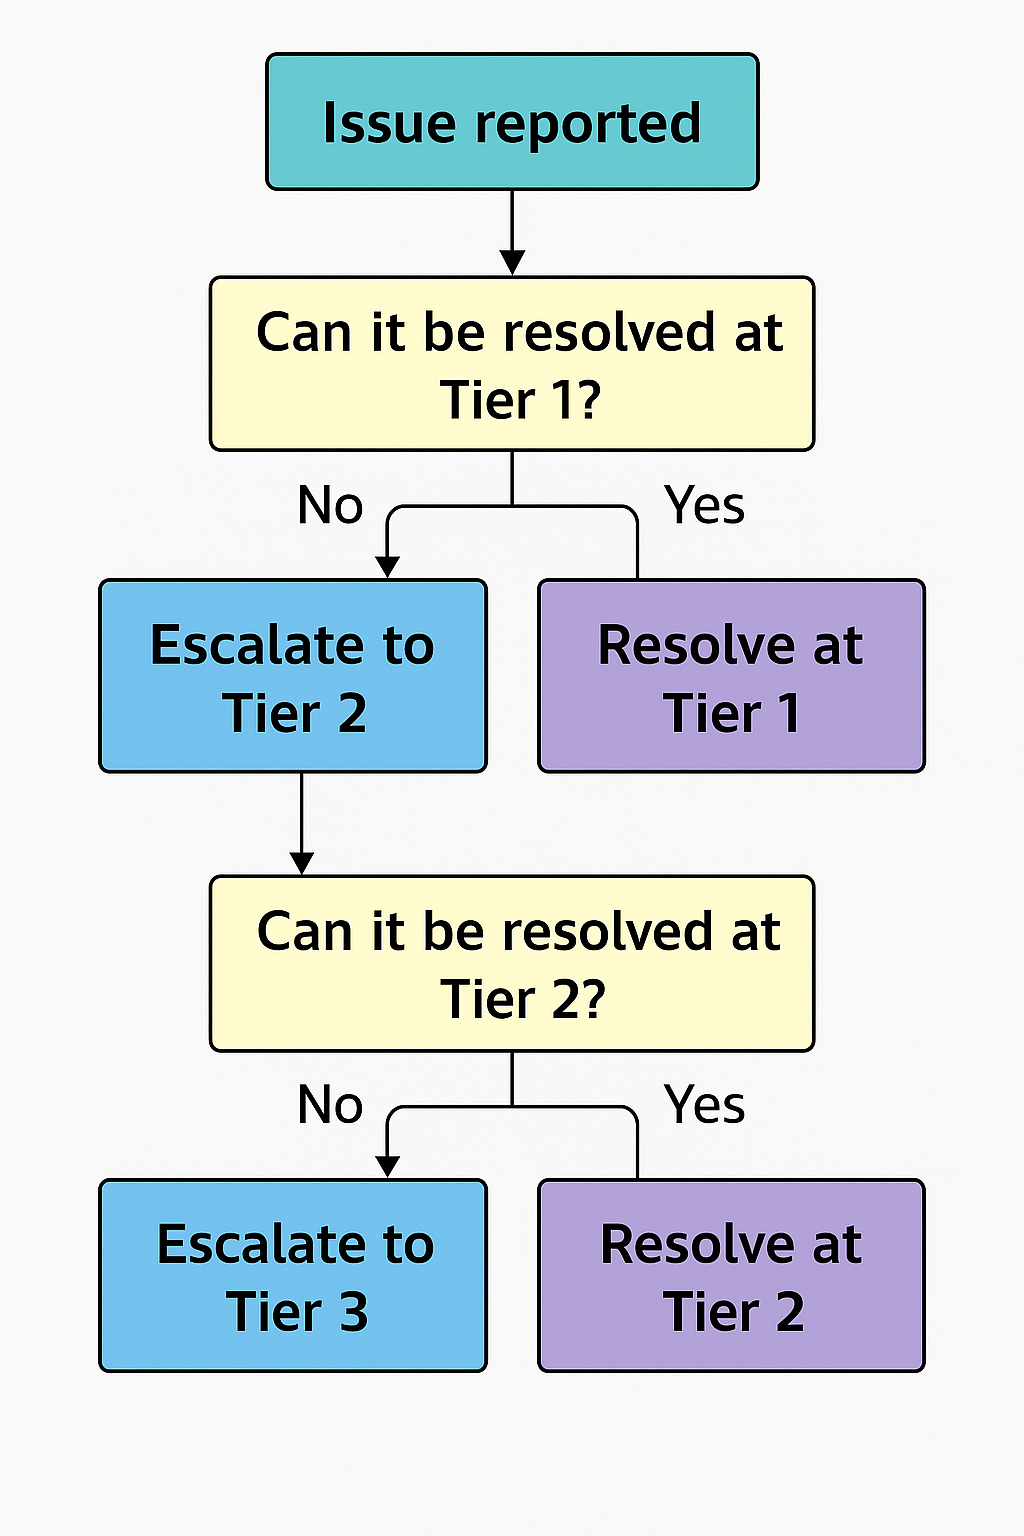 Issue reported
Can it be resolved at
Tier 1?
No
Yes
Escalate to
Tier 2
Resolve at
Tier 1
Can it be resolved at
Tier 2?
No
Yes
Escalate to
Tier 3
Resolve at
Tier 2